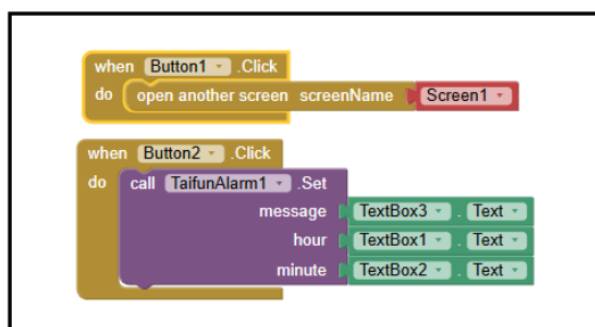 when Button1 .Click
do open another screen screenName Screen1
when Button2 .Click
do call TaifunAlarm1 .Set
message TextBox3 . Text
hour TextBox1 . Text
minute TextBox2 . Text